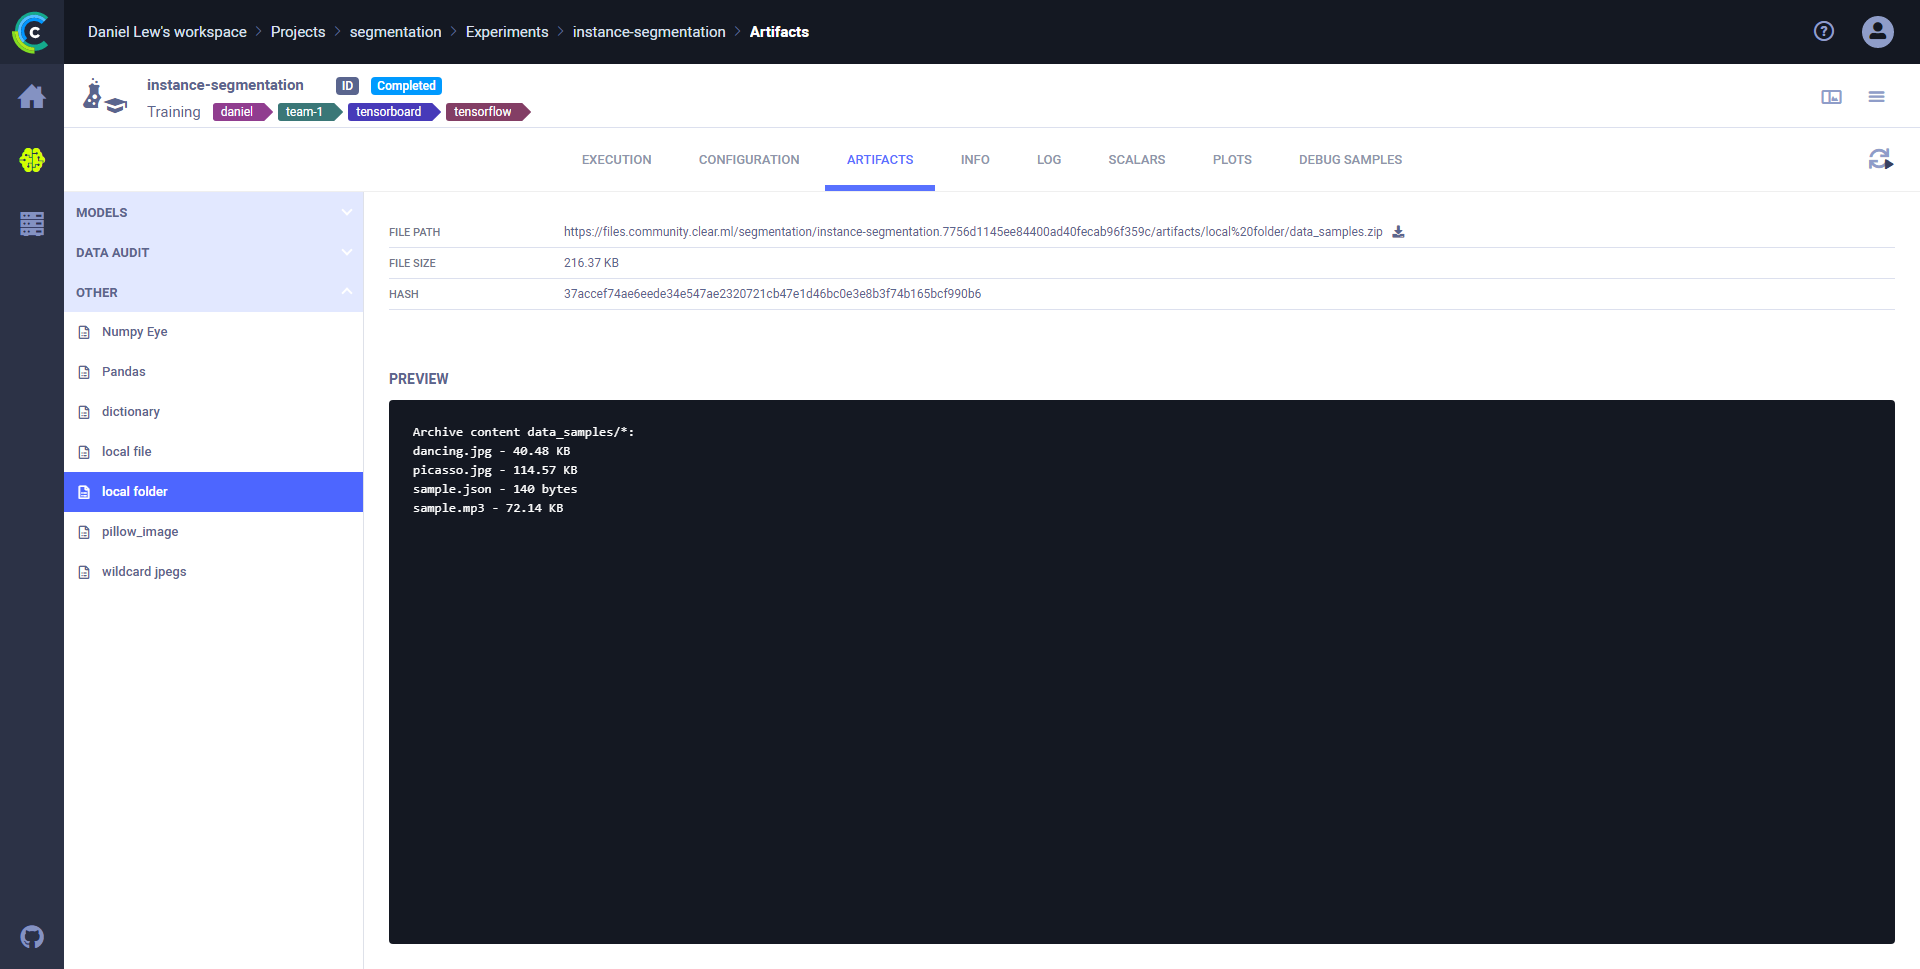 Daniel Lew's workspace > Projects > segmentation > Experiments > instance-segmentation > Artifacts
?
C
instance-segmentation ID Completed
Training daniel team-1 tensorboard tensorflow
EXECUTION CONFIGURATION ARTIFACTS INFO LOG SCALARS PLOTS DEBUG SAMPLES
MODELS
DATA AUDIT
OTHER
Numpy Eye
Pandas
dictionary
local file
local folder
pillow_image
wildcard jpegs
FILE PATH https://files.community.clear.ml/segmentation/instance-segmentation.7756d1145ee84400ad40fecab96f359c/artifacts/local%20folder/data_samples.zip
FILE SIZE 216.37 KB
HASH 37accef74ae6eede34e547ae2320721cb47e1d46bc0e3e8b3f74b165bcf990b6
PREVIEW
Archive content data_samples/*:
dancing.jpg - 40.48 KB
picasso.jpg - 114.57 KB
sample.json - 140 bytes
sample.mp3 - 72.14 KB